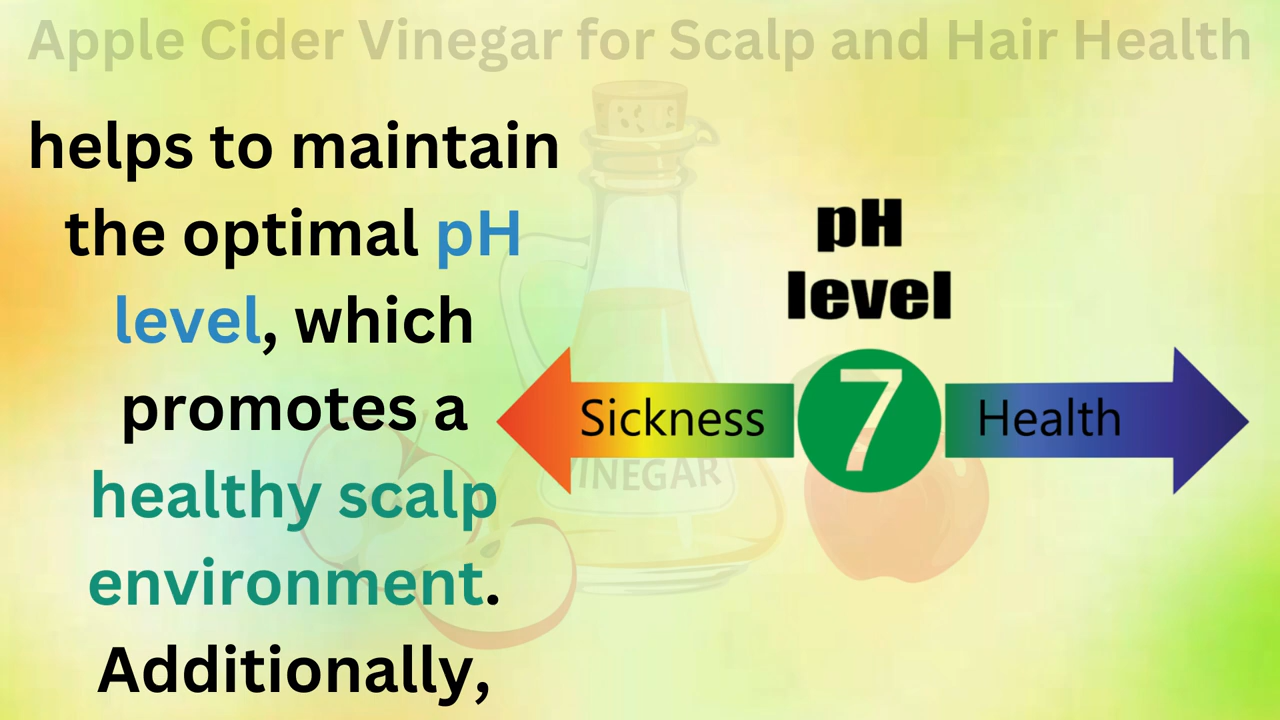 Apple Cider Vinegar for Scalp and Hair Health
helps to maintain
the optimal pH
level, which
promotes a
healthy scalp
environment.
Additionally,
pH
level
Sickness
7
Health
VINEGAR